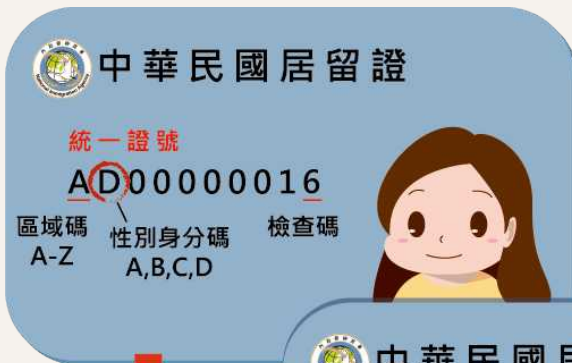 中華民國居留證
統一證號
AD00000016
區域碼
A-Z
性別身分碼
A,B,C,D
檢查碼
中華民國